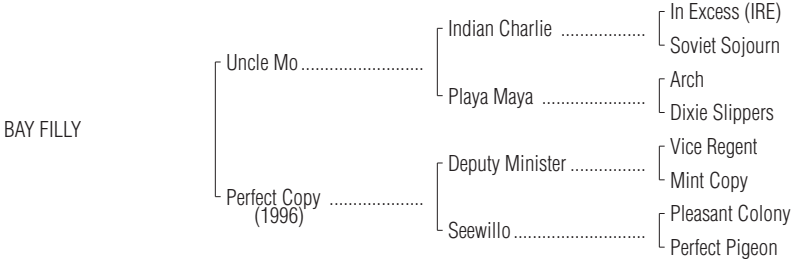 In Excess (IRE)
Indian Charlie ....................
Soviet Sojourn
Uncle Mo ..........................
Arch
Playa Maya ......................
Dixie Slippers
BAY FILLY
Vice Regent
Deputy Minister ................
Mint Copy
Perfect Copy ....................
(1996)
Pleasant Colony
Seewillo ............................
Perfect Pigeon